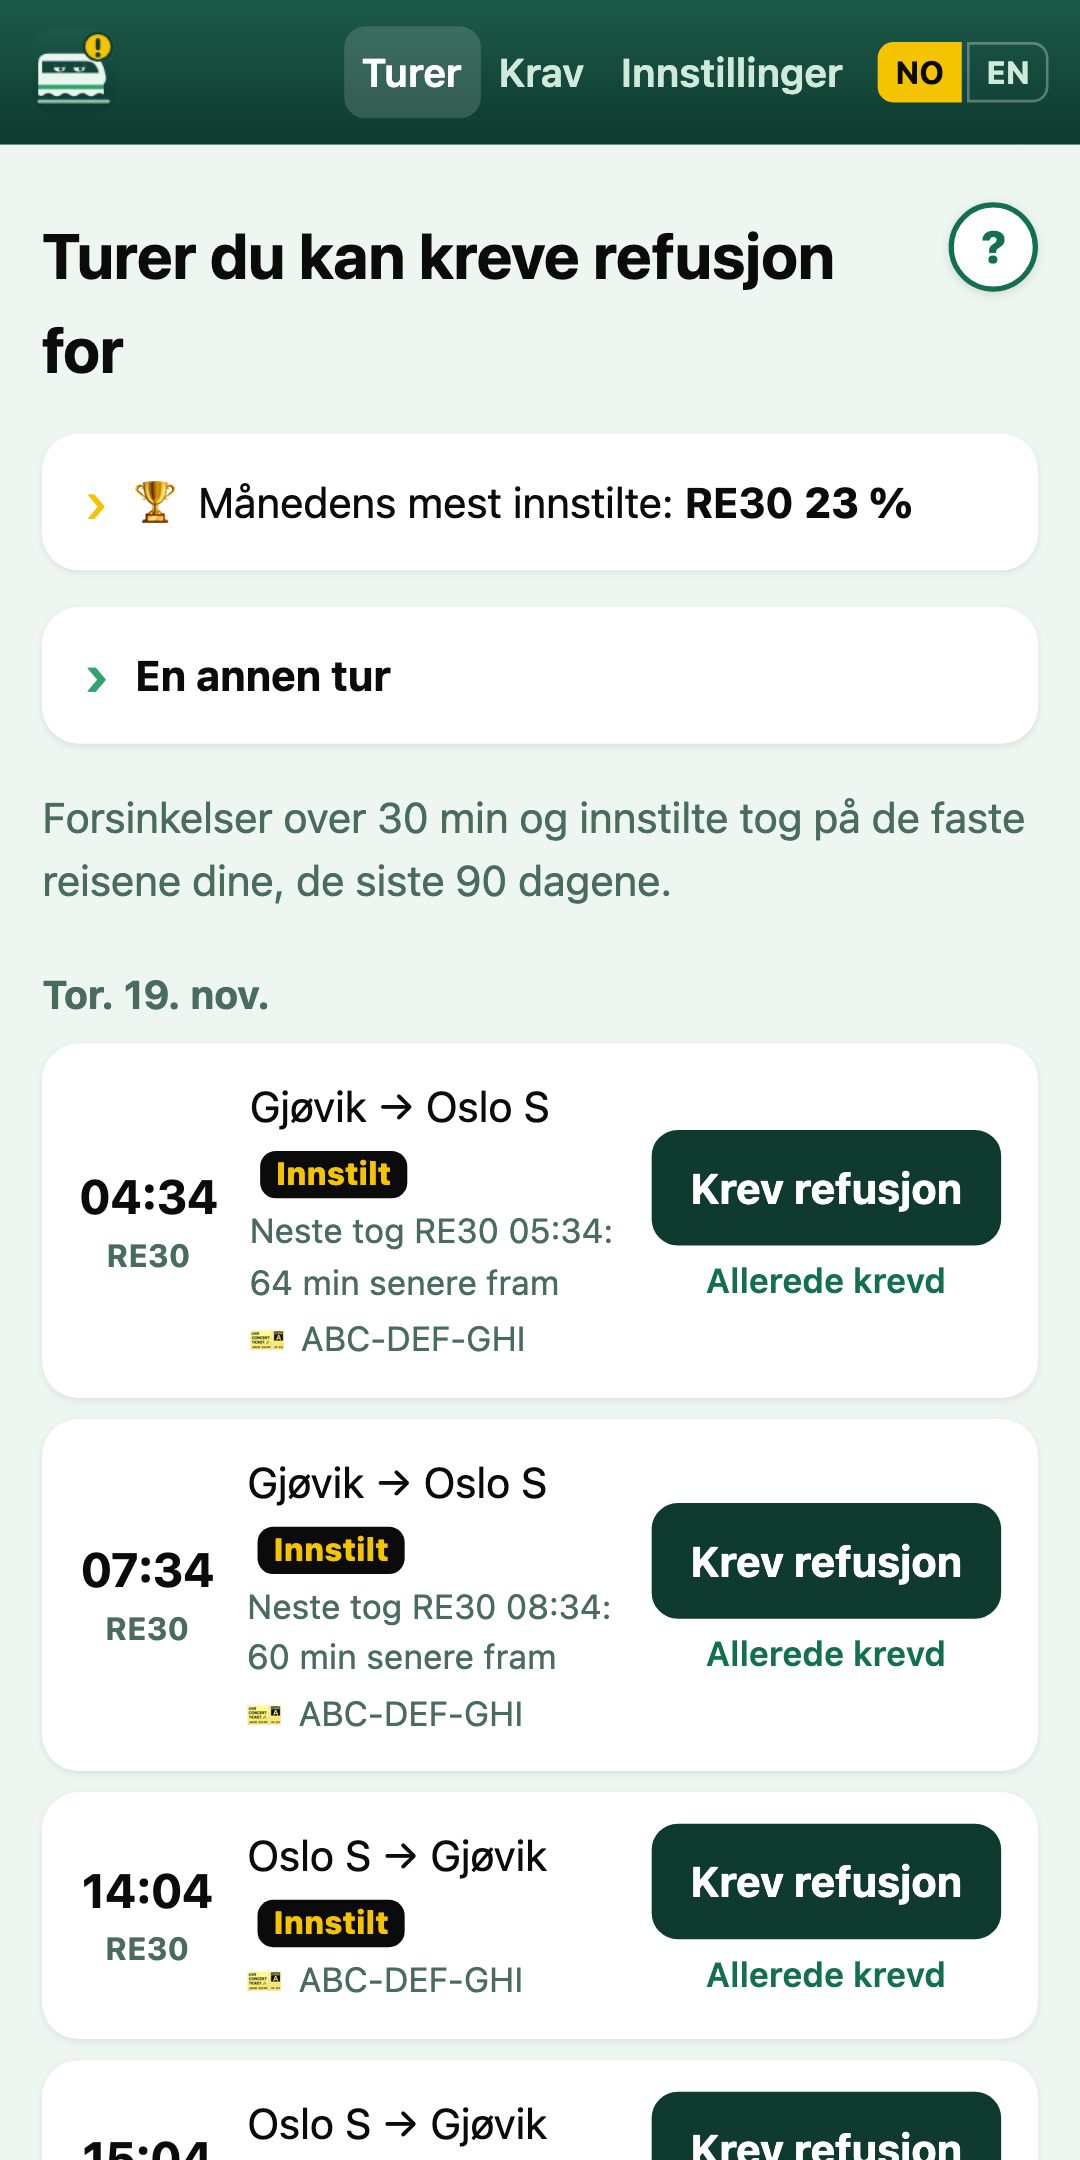 Turer Krav Innstillinger NO EN
Turer du kan kreve refusjon
for
?
Månedens mest innstilte: RE30 23 %
En annen tur
Forsinkelser over 30 min og innstilte tog på de faste
reisene dine, de siste 90 dagene.
Tor. 19. nov.
04:34
RE30
Gjøvik → Oslo S
Innstilt
Neste tog RE30 05:34:
64 min senere fram
ABC-DEF-GHI
Krev refusjon
Allerede krevd
07:34
RE30
Gjøvik → Oslo S
Innstilt
Neste tog RE30 08:34:
60 min senere fram
ABC-DEF-GHI
Krev refusjon
Allerede krevd
14:04
RE30
Oslo S → Gjøvik
Innstilt
ABC-DEF-GHI
Krev refusjon
Allerede krevd
15:04
Oslo S → Gjøvik
Krev refusjon